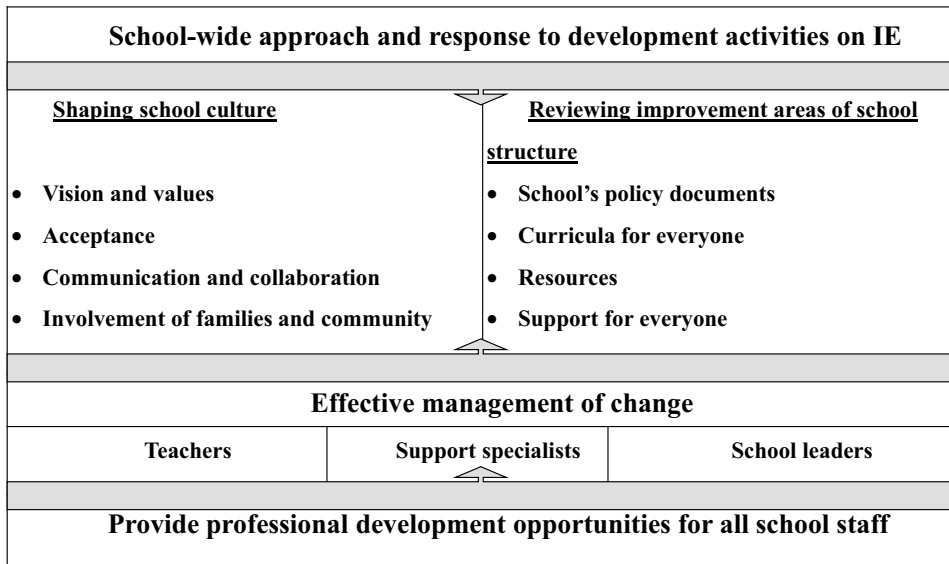 School-wide approach and response to development activities on IE
Shaping school culture
• Vision and values
• Acceptance
• Communication and collaboration
• Involvement of families and community
Reviewing improvement areas of school
structure
• School’s policy documents
• Curricula for everyone
• Resources
• Support for everyone
Effective management of change
Teachers
Support specialists
School leaders
Provide professional development opportunities for all school staff